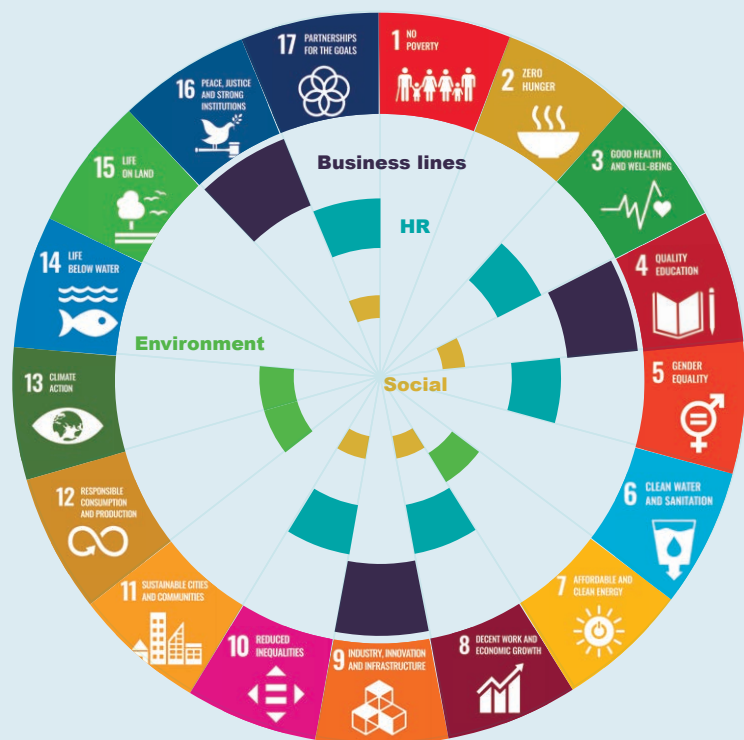 1 NO
POVERTY
2 ZERO
HUNGER
3 GOOD HEALTH
AND WELL-BEING
4 QUALITY
EDUCATION
5 GENDER
EQUALITY
6 CLEAN WATER
AND SANITATION
7 AFFORDABLE AND
CLEAN ENERGY
8 DECENT WORK AND
ECONOMIC GROWTH
9 INDUSTRY, INNOVATION
AND INFRASTRUCTURE
10 REDUCED
INEQUALITIES
11 SUSTAINABLE CITIES
AND COMMUNITIES
12 RESPONSIBLE
CONSUMPTION
AND PRODUCTION
13 CLIMATE
ACTION
14 LIFE
BELOW WATER
15 LIFE
ON LAND
16 PEACE, JUSTICE
AND STRONG
INSTITUTIONS
17 PARTNERSHIPS
FOR THE GOALS
Business lines
HR
Environment
Social